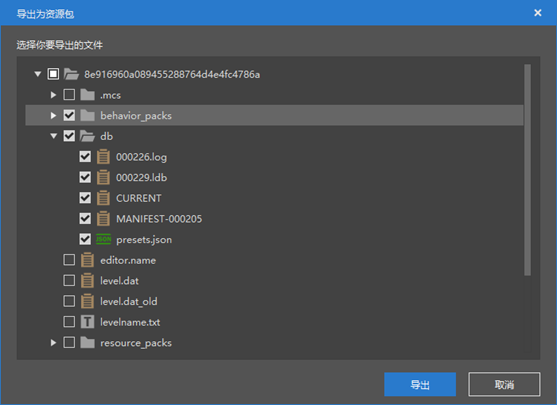 导出为资源包
选择你要导出的文件
8e916960a089455288764d4e4fc4786a
.mcs
behavior_packs
db
000226.log
000229.ldb
CURRENT
MANIFEST-000205
JSON presets.json
editor.name
level.dat
level.dat_old
T levelname.txt
resource_packs
导出 取消